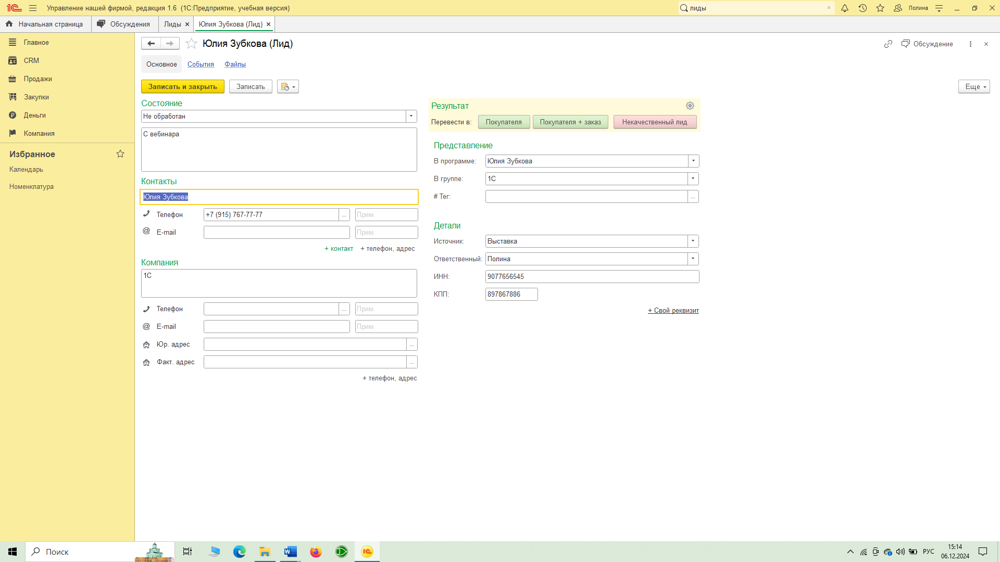 Управление нашей фирмой, редакция 1.6 (1С:Предприятие, учебная версия)
лиды
Полина
Начальная страница
Обсуждения
Лиды
Юлия Зубкова (Лид)
Главное
CRM
Продажи
Закупки
Деньги
Компания
Избранное
Календарь
Номенклатура
Юлия Зубкова (Лид)
Обсуждение
Основное
События
Файлы
Записать и закрыть
Записать
Еще
Состояние
Не обработан
С вебинара
Контакты
Юлия Зубкова
Телефон
+7 (915) 767-77-77
...
Прим.
@
E-mail
Прим.
+ контакт
+ телефон, адрес
Компания
1С
Телефон
...
Прим.
@
E-mail
Прим.
Юр. адрес
...
Факт. адрес
...
+ телефон, адрес
Результат
Перевести в:
Покупателя
Покупателя + заказ
Некачественный лид
Представление
В программе:
Юлия Зубкова
В группе:
1С
# Тег:
...
Детали
Источник:
Выставка
Ответственный:
Полина
ИНН:
9077656545
КПП:
897867886
+ Свой реквизит
Поиск
РУС
15:14
06.12.2024